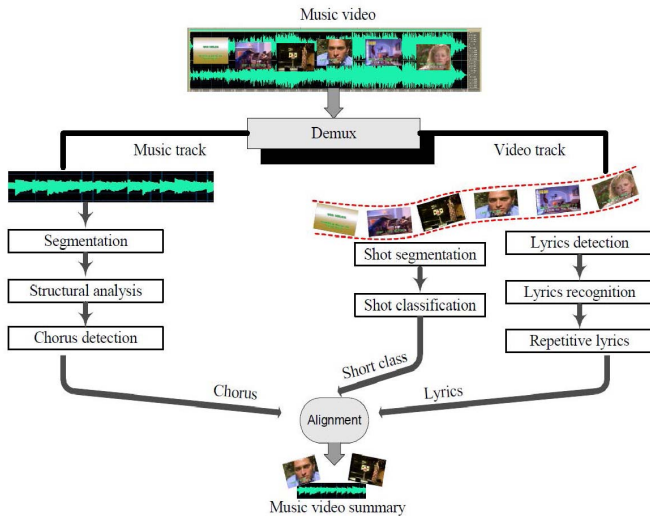 Music video
Demux
Music track
Video track
Segmentation
Structural analysis
Chorus detection
Shot segmentation
Shot classification
Lyrics detection
Lyrics recognition
Repetitive lyrics
Chorus
Short class
Lyrics
Alignment
Music video summary